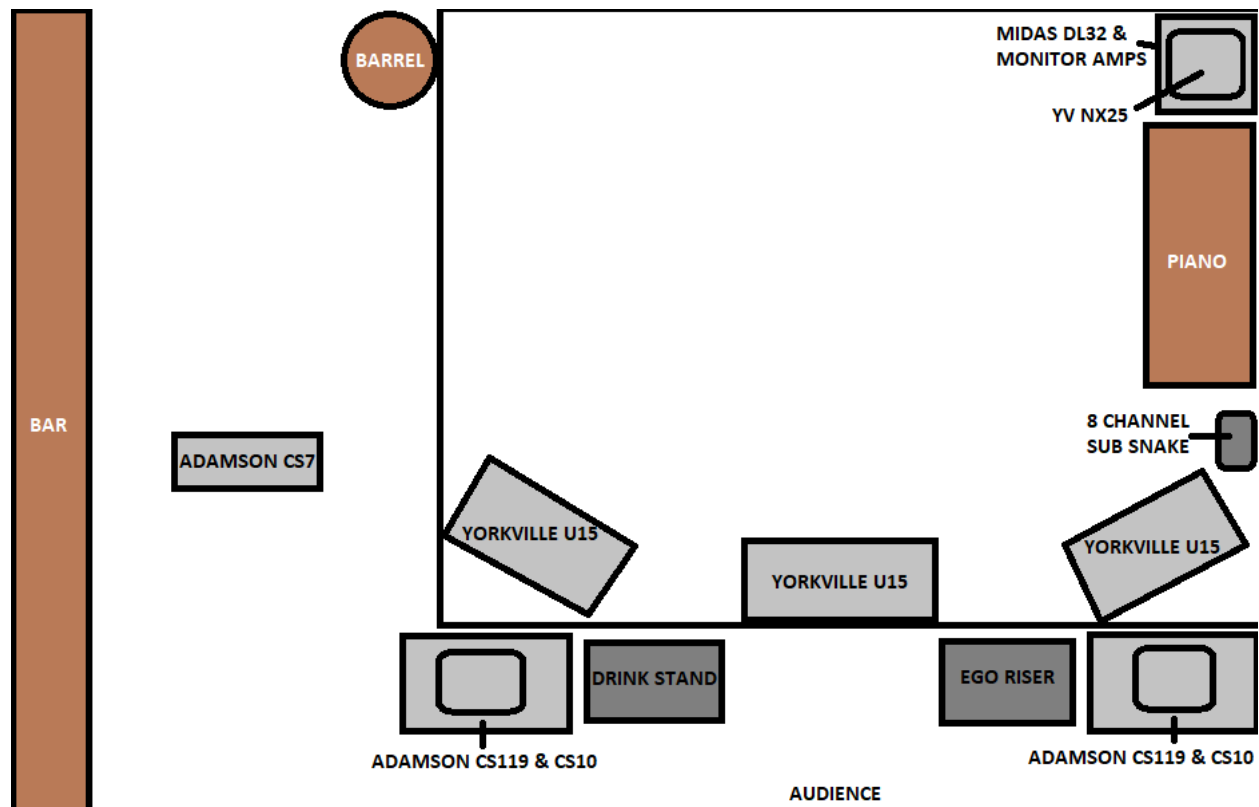 MIDAS DL32 &
MONITOR AMPS
BARREL
YV NX25
PIANO
BAR
8 CHANNEL
SUB SNAKE
ADAMSON CS7
YORKVILLE U15
YORKVILLE U15
YORKVILLE U15
DRINK STAND
EGO RISER
ADAMSON CS119 & CS10
ADAMSON CS119 & CS10
AUDIENCE